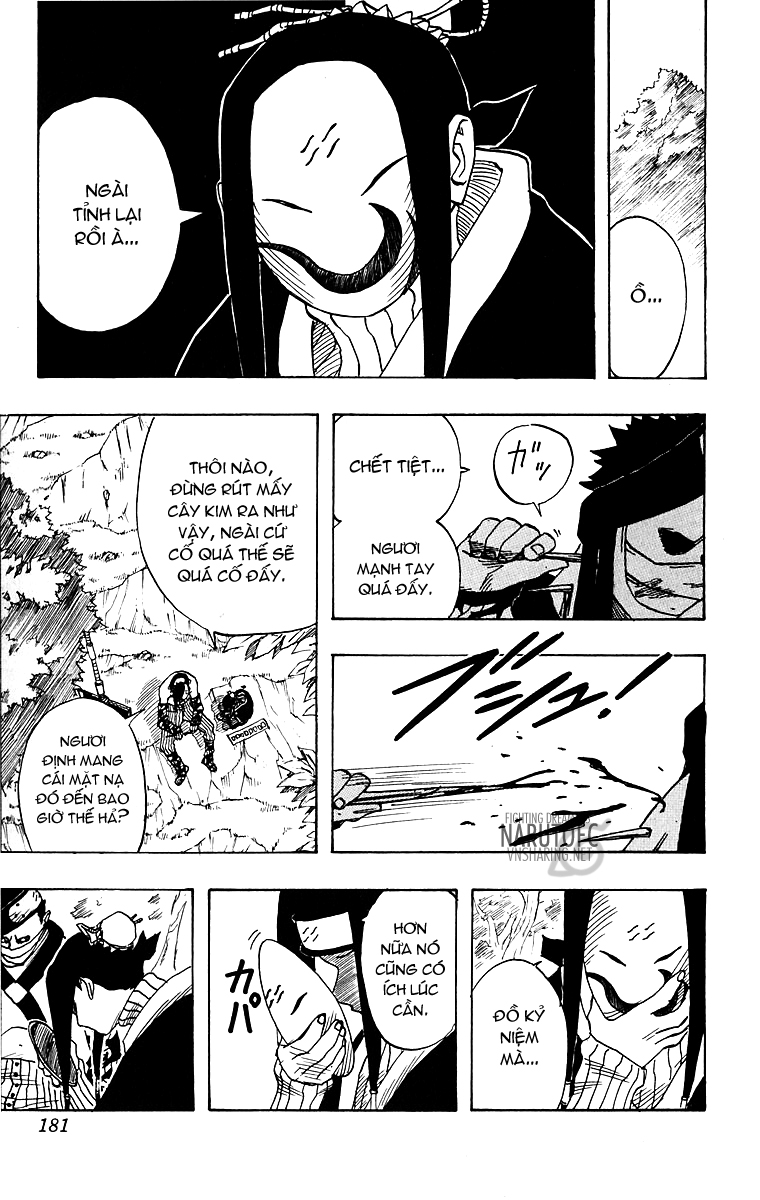 Ồ...
NGÀI
TỈNH LẠI
RỒI À...
ガッ
CHẾT TIỆT...
NGƯƠI
MẠNH TAY
QUÁ ĐẤY.
ブシュ!
THÔI NÀO,
ĐỪNG RÚT MẤY
CÂY KIM RA NHƯ
VẬY, NGÀI CỨ
CỐ QUÁ THẾ SẼ
QUÁ CỐ ĐẤY.
NGƯƠI
ĐỊNH MANG
CÁI MẶT NẠ
ĐÓ ĐẾN BAO
GIỜ THẾ HẢ?
FIGHTING DREAMERS
NARUTOFC
VNSHARING.NET
ĐỒ KỶ
NIỆM
MÀ...
HƠN
NỮA NÓ
CŨNG CÓ
ÍCH LÚC
CẦN.
カパ
181